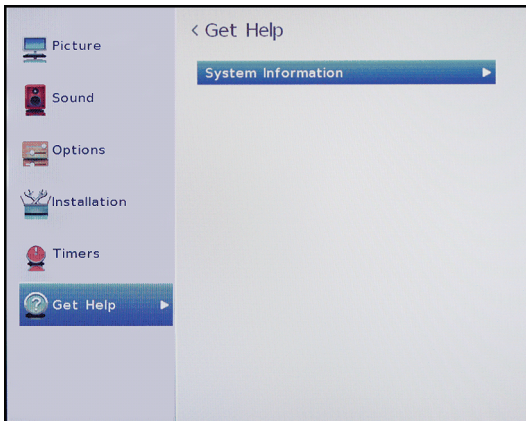 Picture
Sound
Options
Installation
Timers
Get Help
< Get Help
System Information